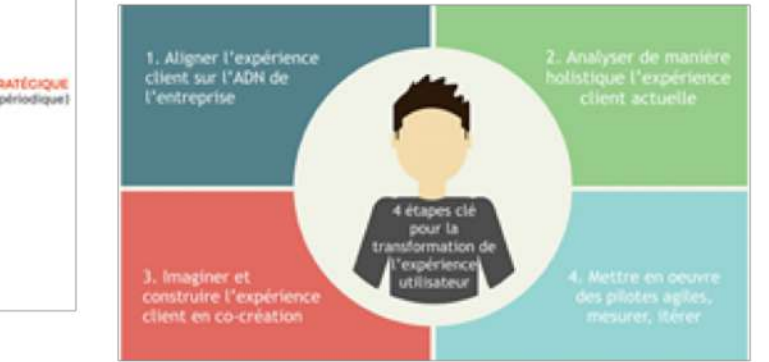 RATÉGIQUE
périodique)
1. Aligner l'expérience
client sur l'ADN de
l'entreprise
2. Analyser de manière
holistique l'expérience
client actuelle
4 étapes clé
pour la
transformation de
l'expérience
utilisateur
3. Imaginer et
construire l'expérience
client en co-création
4. Mettre en oeuvre
des pilotes agiles,
mesurer, itérer